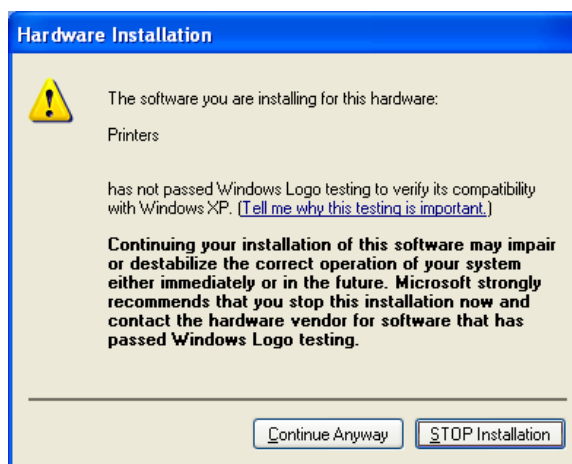 Hardware Installation
The software you are installing for this hardware:
Printers
has not passed Windows Logo testing to verify its compatibility
with Windows XP. (Tell me why this testing is important.)
Continuing your installation of this software may impair
or destabilize the correct operation of your system
either immediately or in the future. Microsoft strongly
recommends that you stop this installation now and
contact the hardware vendor for software that has
passed Windows Logo testing.
Continue Anyway
STOP Installation